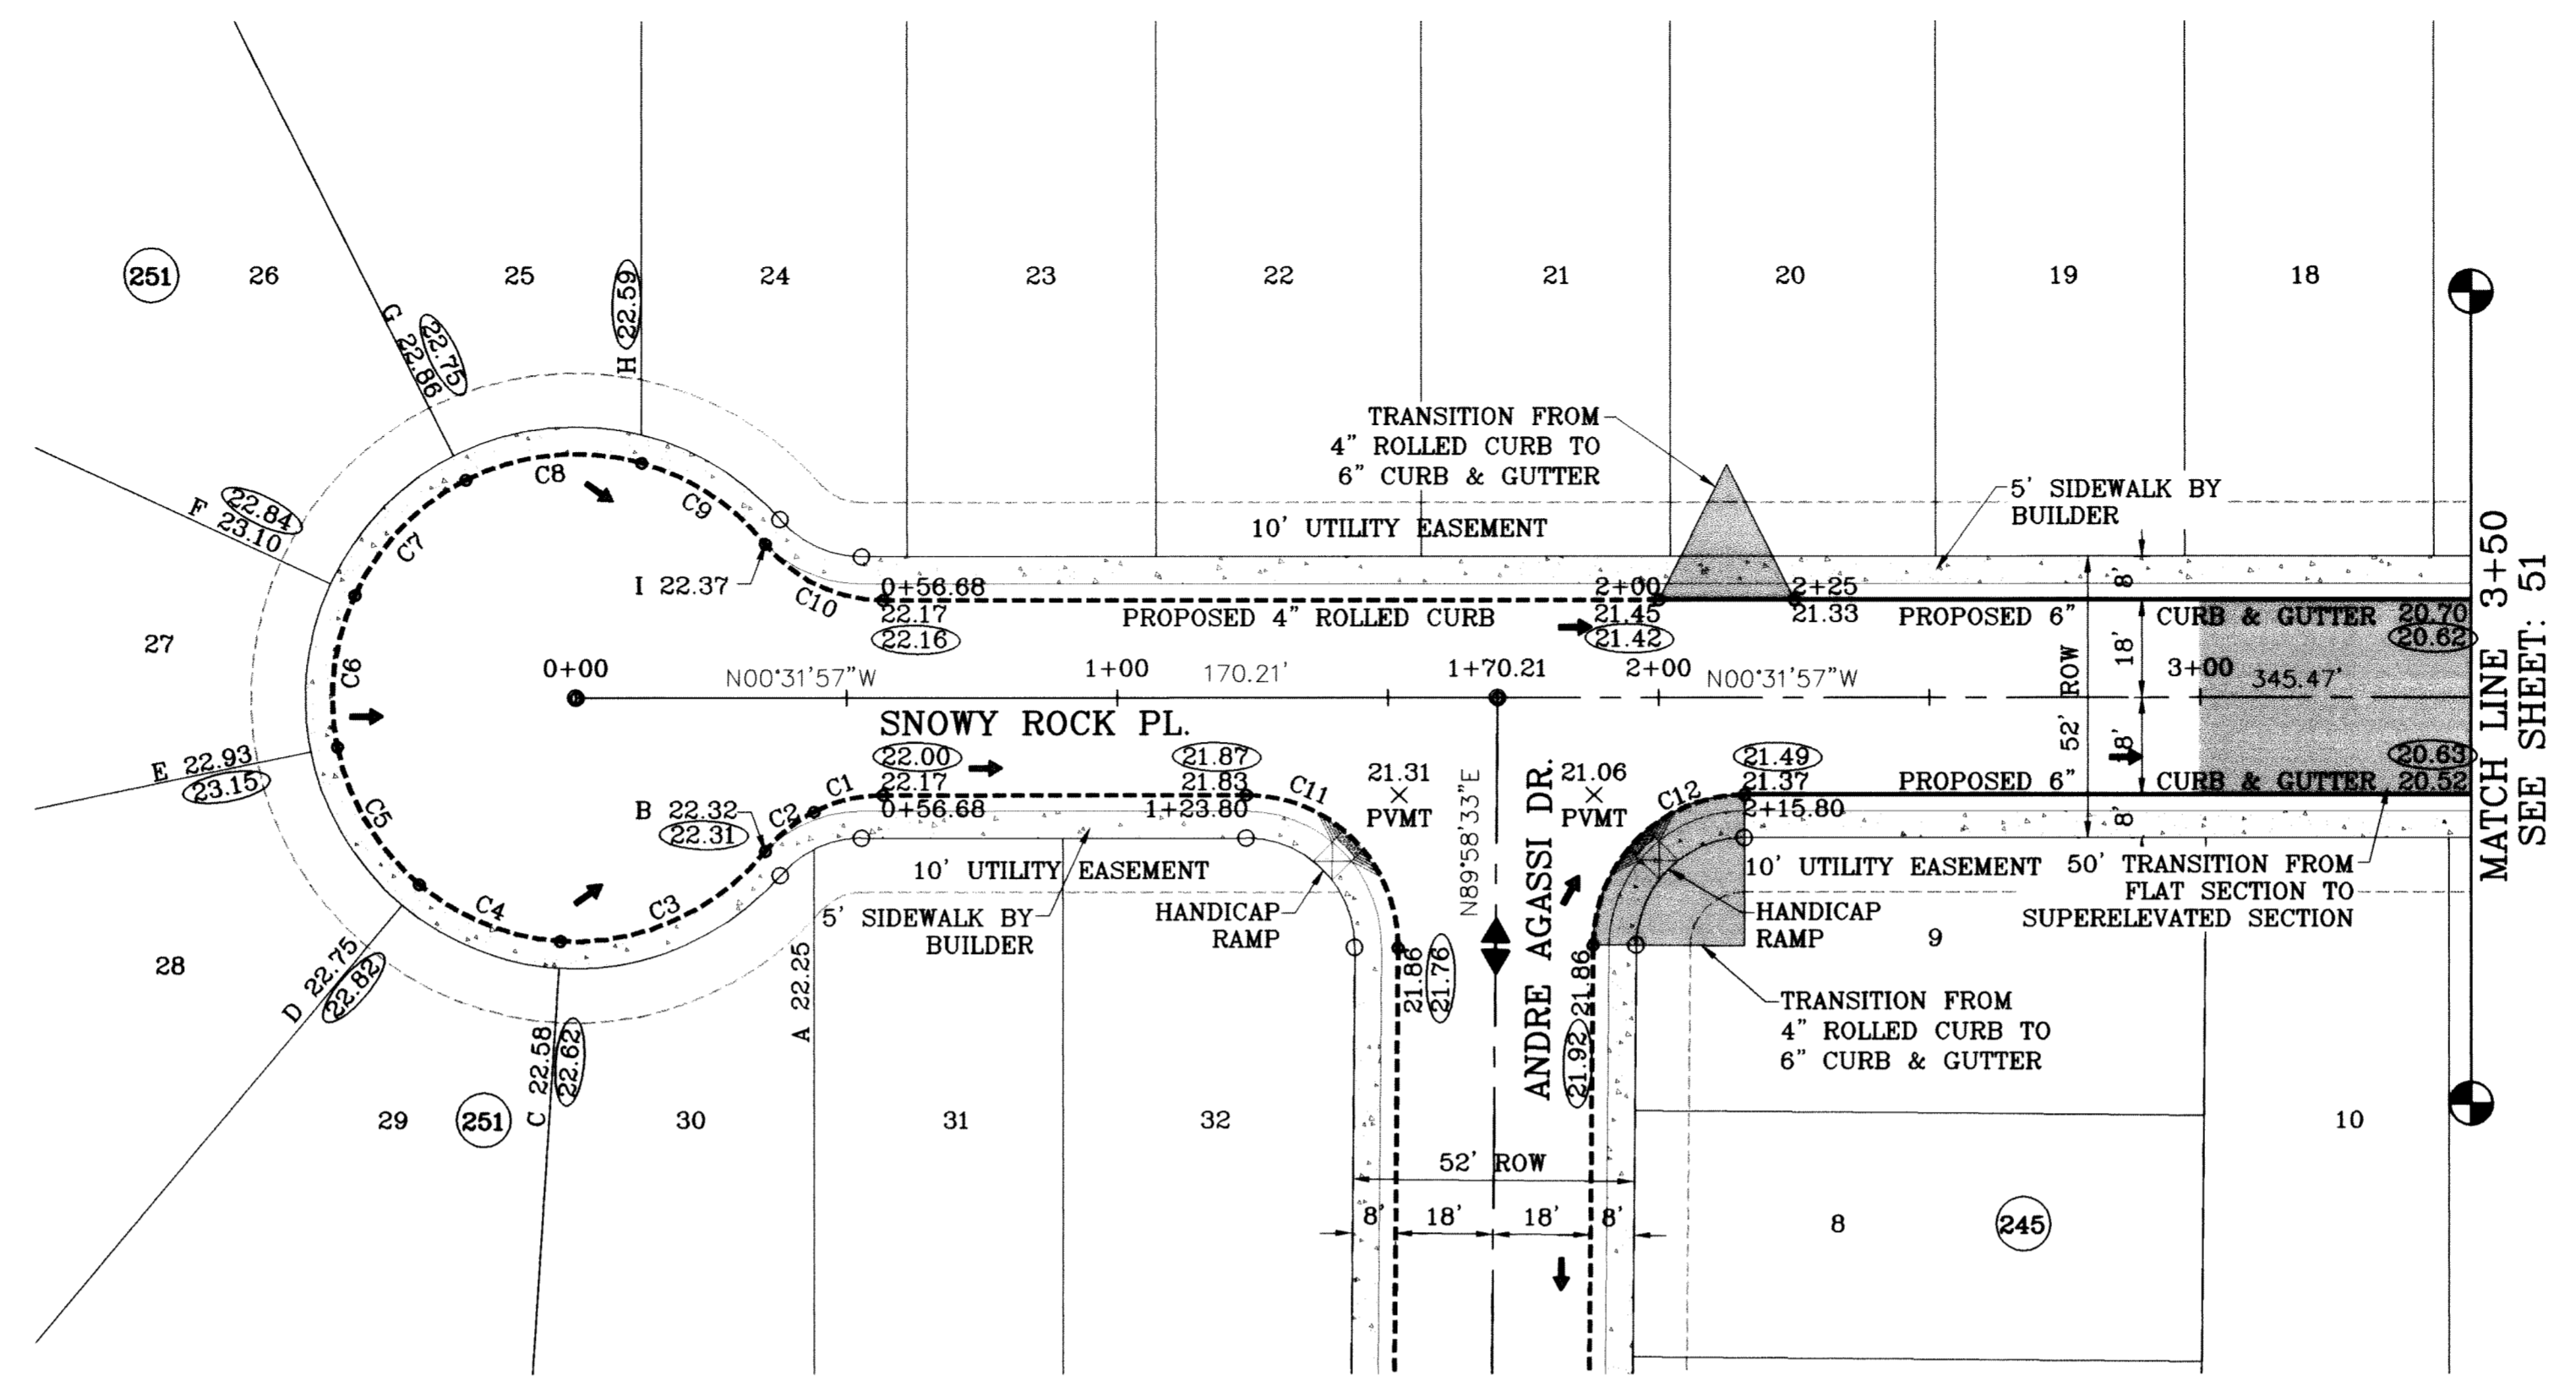 251
26
25
24
23
22
21
20
19
18
H 22.59
G 22.86
22.75
F 23.10
22.84
TRANSITION FROM
4" ROLLED CURB TO
6" CURB & GUTTER
5' SIDEWALK BY
BUILDER
10' UTILITY EASEMENT
C8
C9
C7
C10
C6
I 22.37
0+56.68
22.17
22.16
PROPOSED 4" ROLLED CURB
2+00
21.45
21.42
2+25
21.33
PROPOSED 6" CURB & GUTTER 20.70
20.62
8'
18'
52' ROW
18'
8'
27
0+00
N00°31'57"W
1+00
170.21'
1+70.21
2+00
N00°31'57"W
3+00
345.47'
MATCH LINE 3+50
SEE SHEET: 51
SNOWY ROCK PL.
22.00
22.17
0+56.68
21.87
21.83
1+23.80
C11
21.31
×
PVMT
21.06
×
PVMT
C12
21.49
21.37
2+15.80
20.63
PROPOSED 6" CURB & GUTTER 20.52
E 22.93
23.15
C5
C4
C3
C2
C1
B 22.32
22.31
10' UTILITY EASEMENT
5' SIDEWALK BY
BUILDER
HANDICAP
RAMP
N89°58'33"E
ANDRE AGASSI DR.
10' UTILITY EASEMENT
HANDICAP
RAMP
50' TRANSITION FROM
FLAT SECTION TO
SUPERELEVATED SECTION
9
28
D 22.75
22.82
C 22.58
22.62
A 22.25
21.86
21.76
21.92
21.86
TRANSITION FROM
4" ROLLED CURB TO
6" CURB & GUTTER
29
251
30
31
32
10
52' ROW
8'
18'
18'
8'
8
245